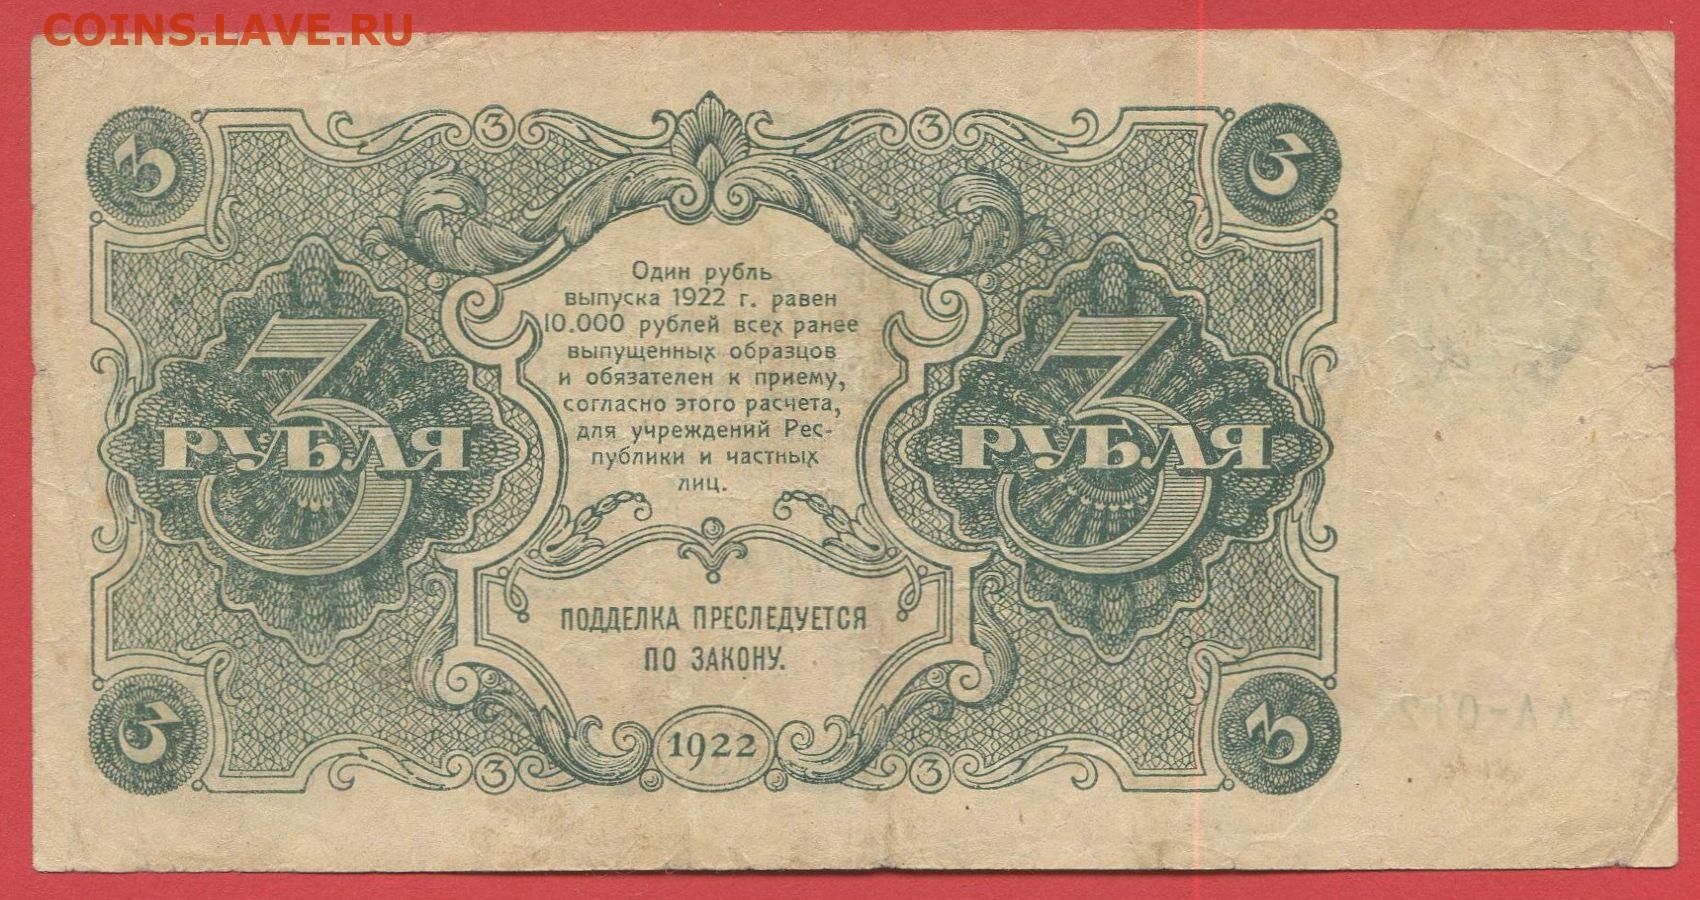 COINS.LAVE.RU
3 3 3 3
Один рубль
выпуска 1922 г. равен
10.000 рублей всех ранее
выпущенных образцов
и обязателен к приему,
согласно этого расчета,
для учреждений Рес-
публики и частных
лиц.
3 3
РУБЛЯ РУБЛЯ
ПОДДЕЛКА ПРЕСЛЕДУЕТСЯ
ПО ЗАКОНУ.
3 3 1922 3 3